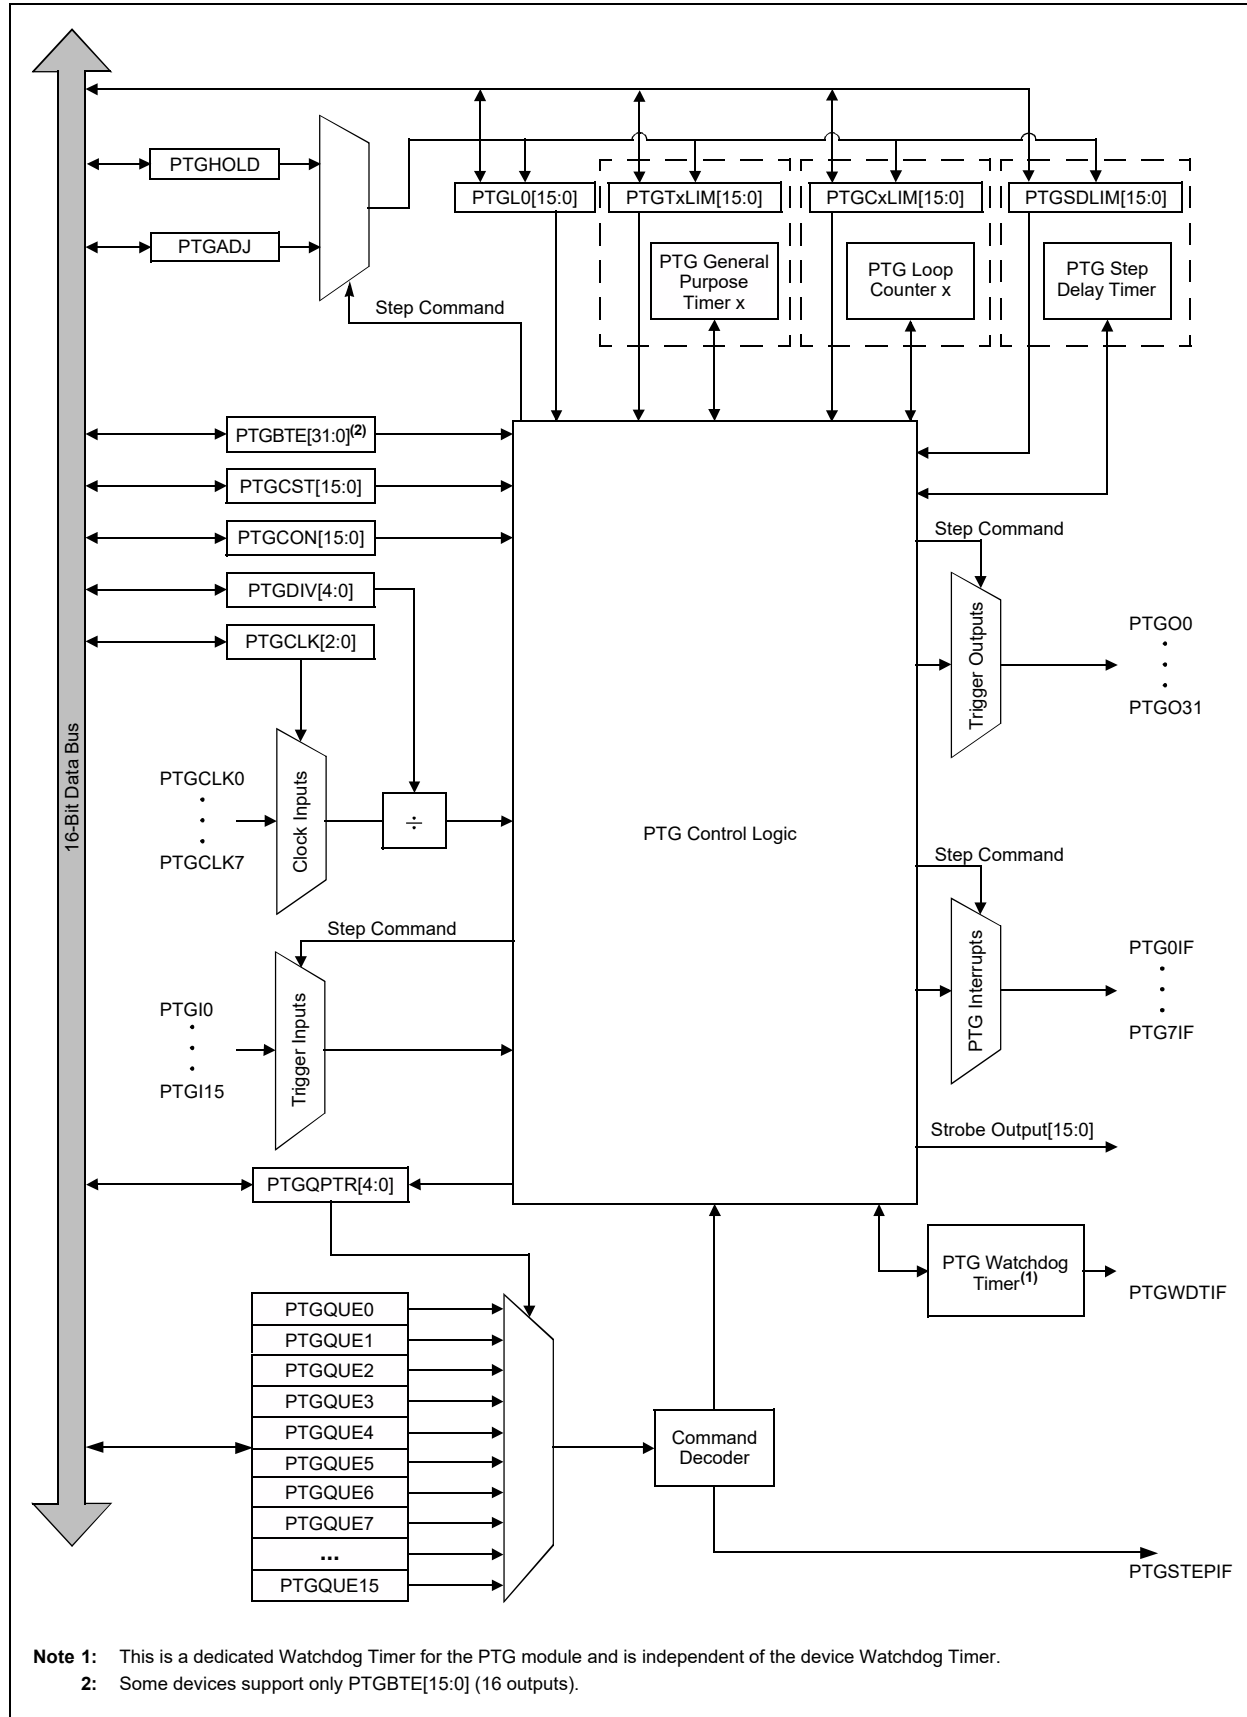 PTGHOLD
PTGADJ
PTGL0[15:0]
PTGTxLIM[15:0]
PTGCxLIM[15:0]
PTGSDLIM[15:0]
PTG General
Purpose
Timer x
PTG Loop
Counter x
PTG Step
Delay Timer
Step Command
PTGBTE[31:0](2)
PTGCST[15:0]
PTGCON[15:0]
PTGDIV[4:0]
PTGCLK[2:0]
16-Bit Data Bus
PTGCLK0
PTGCLK7
Clock Inputs
÷
PTG Control Logic
Step Command
Trigger Outputs
PTGO0
PTGO31
Step Command
PTG Interrupts
PTG0IF
PTG7IF
Step Command
PTGI0
PTGI15
Trigger Inputs
Strobe Output[15:0]
PTGQPTR[4:0]
PTG Watchdog
Timer(1)
PTGWDTIF
PTGQUE0
PTGQUE1
PTGQUE2
PTGQUE3
PTGQUE4
PTGQUE5
PTGQUE6
PTGQUE7
...
PTGQUE15
Command
Decoder
PTGSTEPIF
Note 1: This is a dedicated Watchdog Timer for the PTG module and is independent of the device Watchdog Timer.
2: Some devices support only PTGBTE[15:0] (16 outputs).